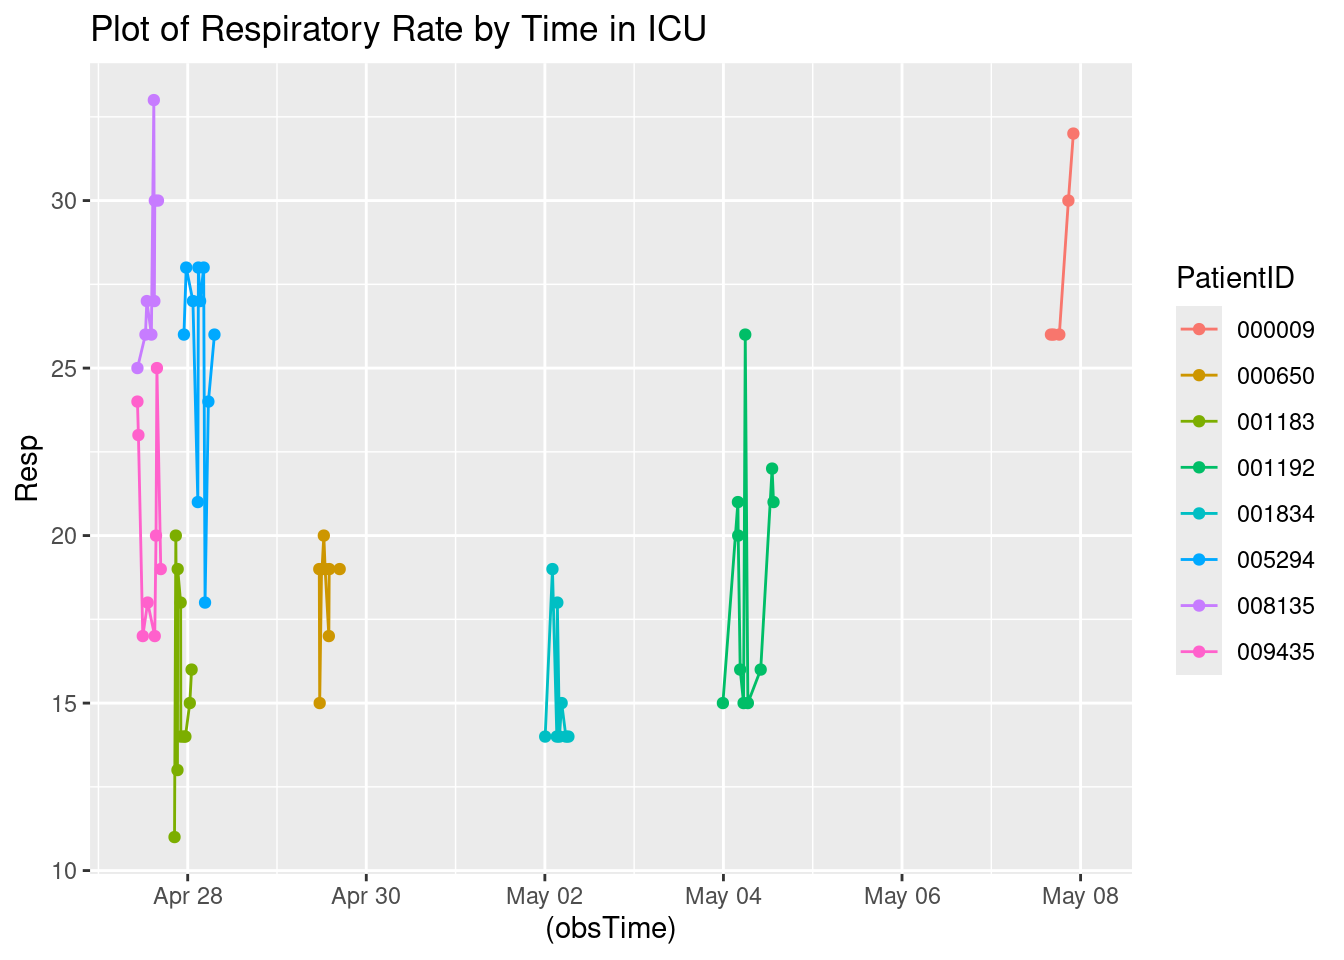 Plot of Respiratory Rate by Time in ICU
Resp
30
25
20
15
10
Apr 28
Apr 30
May 02
May 04
May 06
May 08
(obsTime)
PatientID
000009
000650
001183
001192
001834
005294
008135
009435